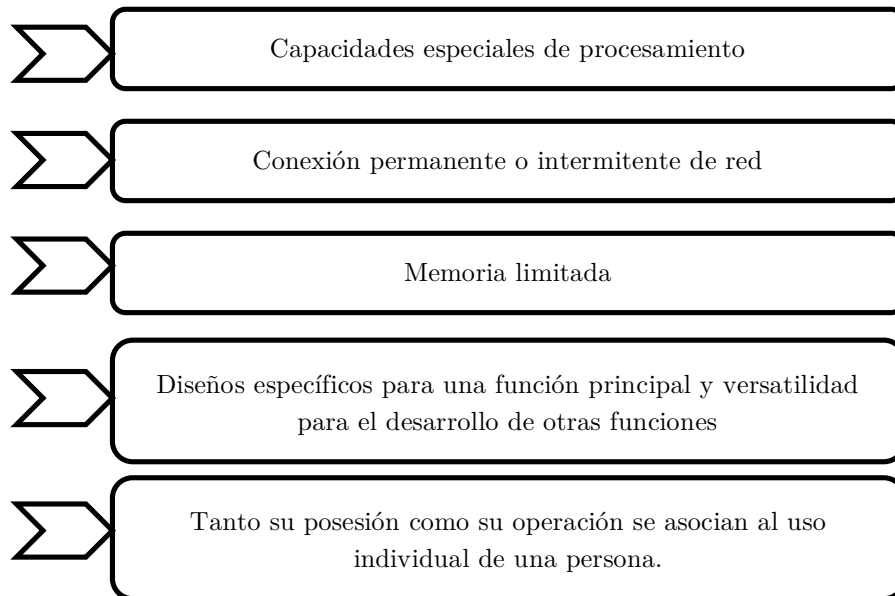 Capacidades especiales de procesamiento
Conexión permanente o intermitente de red
Memoria limitada
Diseños específicos para una función principal y versatilidad
para el desarrollo de otras funciones
Tanto su posesión como su operación se asocian al uso
individual de una persona.